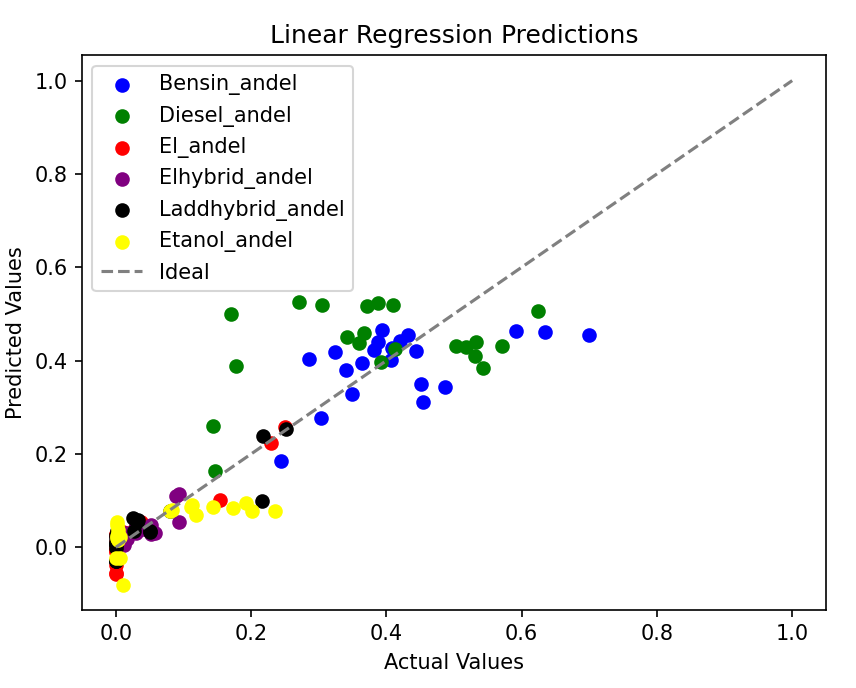 Linear Regression Predictions
Bensin_andel
Diesel_andel
El_andel
Elhybrid_andel
Laddhybrid_andel
Etanol_andel
Ideal
Predicted Values
1.0
0.8
0.6
0.4
0.2
0.0
0.0 0.2 0.4 0.6 0.8 1.0
Actual Values